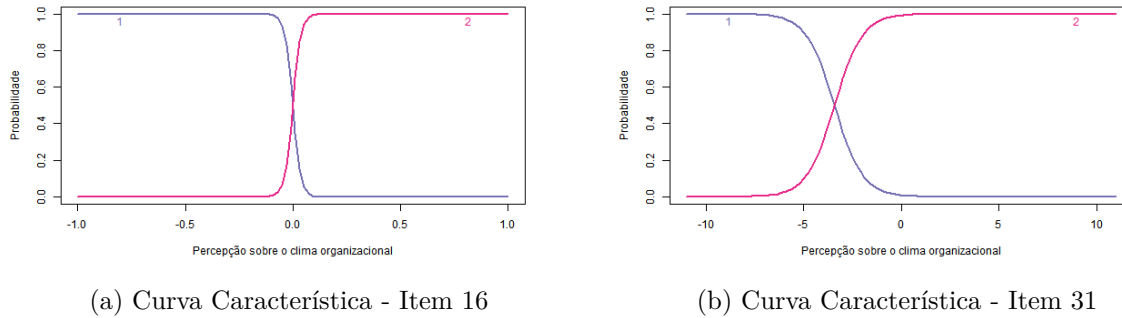 1 2
Probabilidade
0.0 0.2 0.4 0.6 0.8 1.0
-1.0 -0.5 0.0 0.5 1.0
Percepção sobre o clima organizacional
(a) Curva Característica - Item 16
1 2
Probabilidade
0.0 0.2 0.4 0.6 0.8 1.0
-10 -5 0 5 10
Percepção sobre o clima organizacional
(b) Curva Característica - Item 31